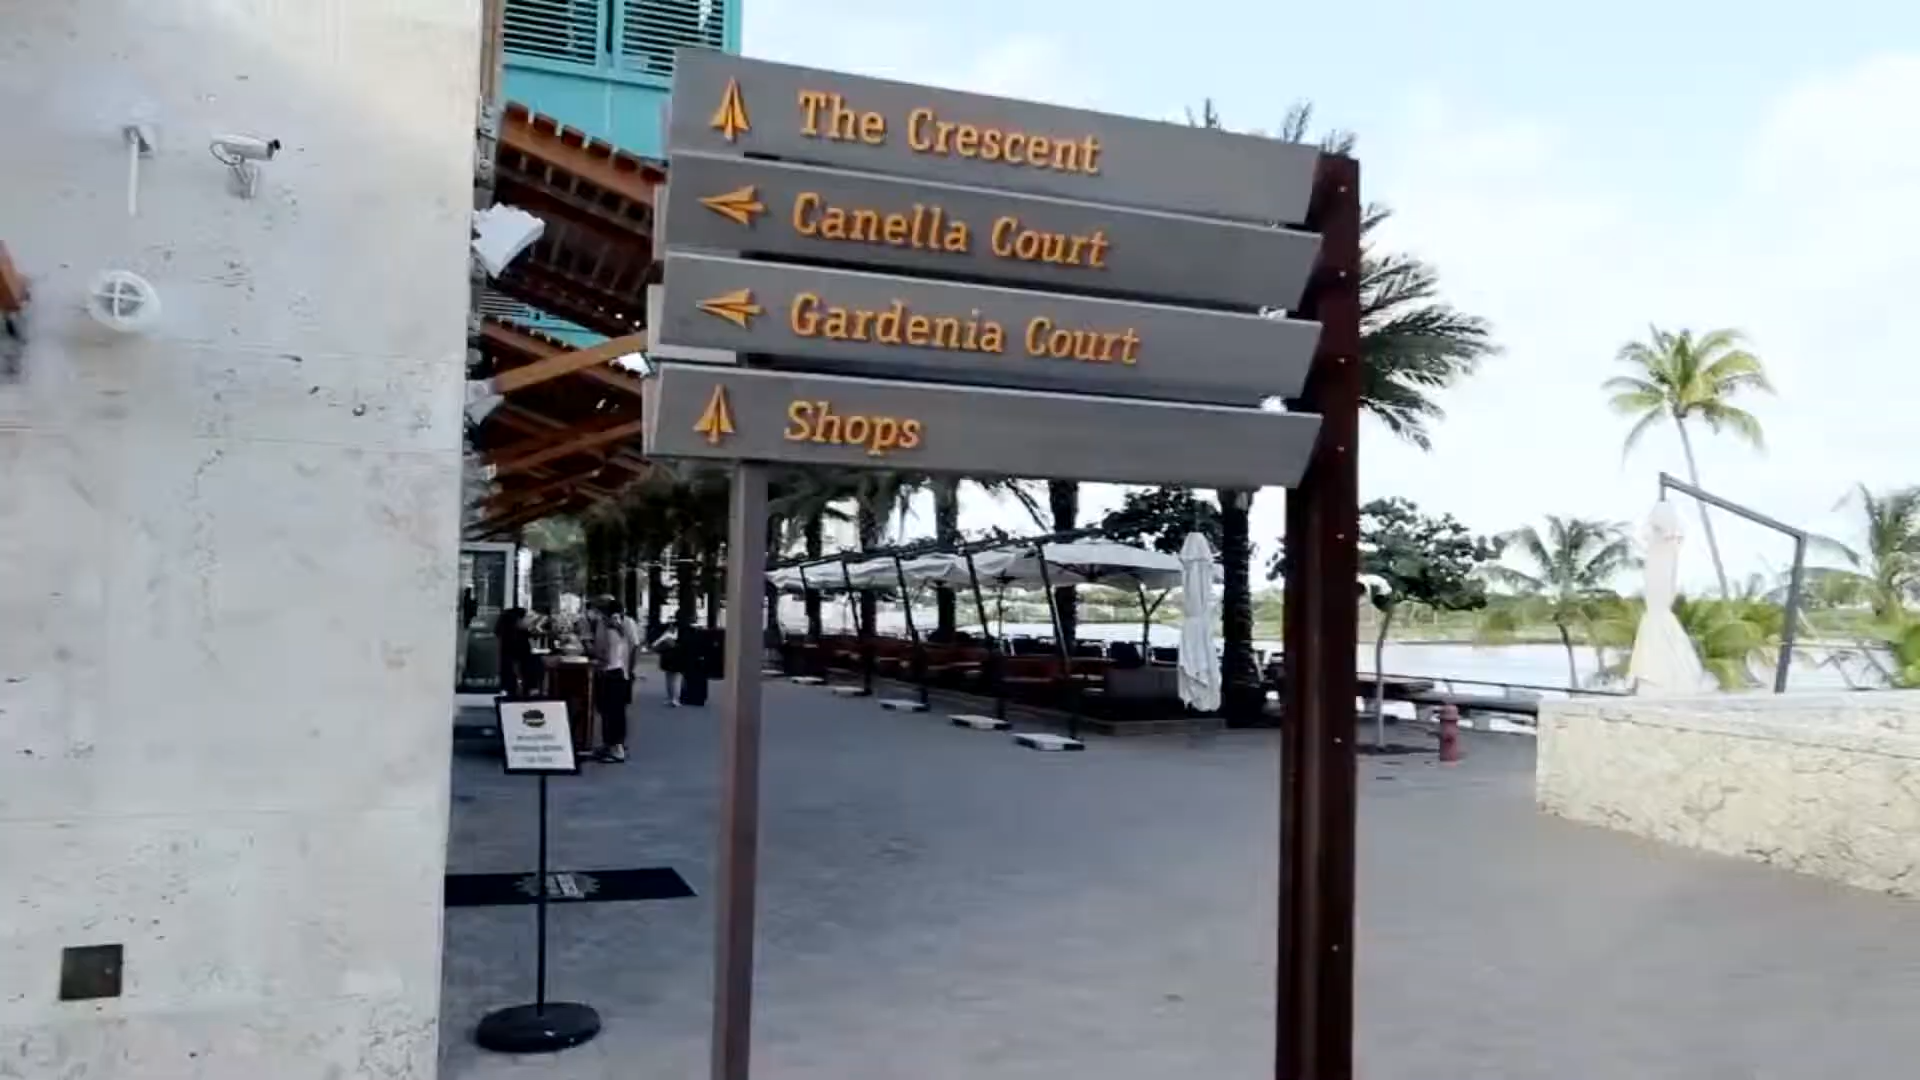 The Crescent
Canella Court
Gardenia Court
Shops